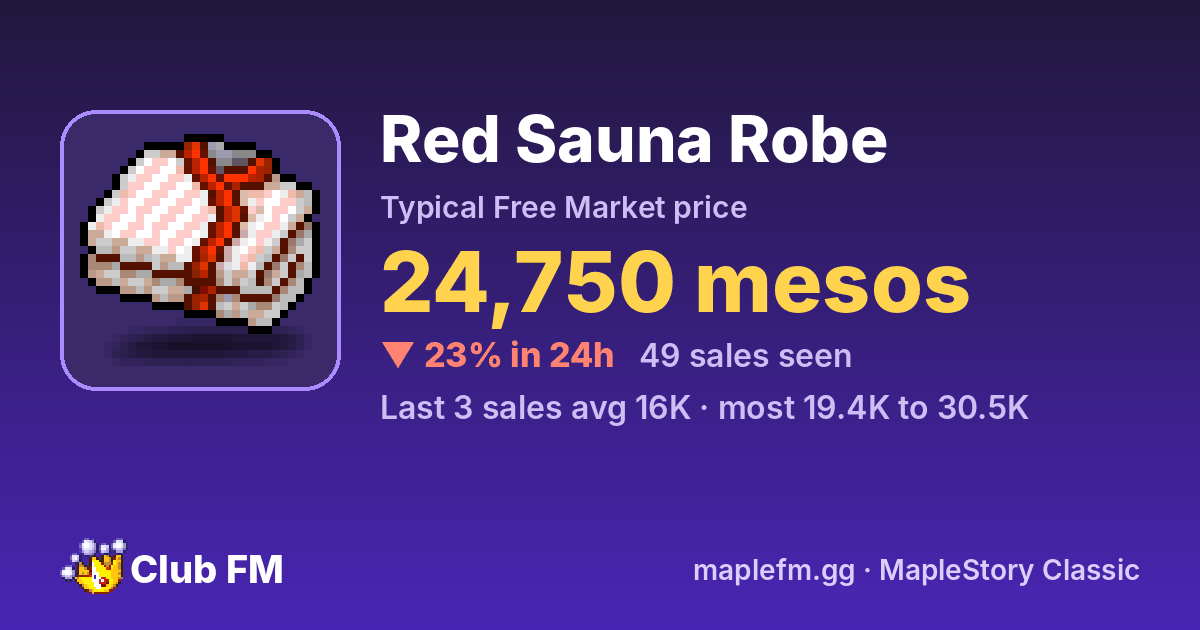 Red Sauna Robe
Typical Free Market price
24,750 mesos
▼ 23% in 24h 49 sales seen
Last 3 sales avg 16K · most 19.4K to 30.5K
Club FM
maplefm.gg · MapleStory Classic